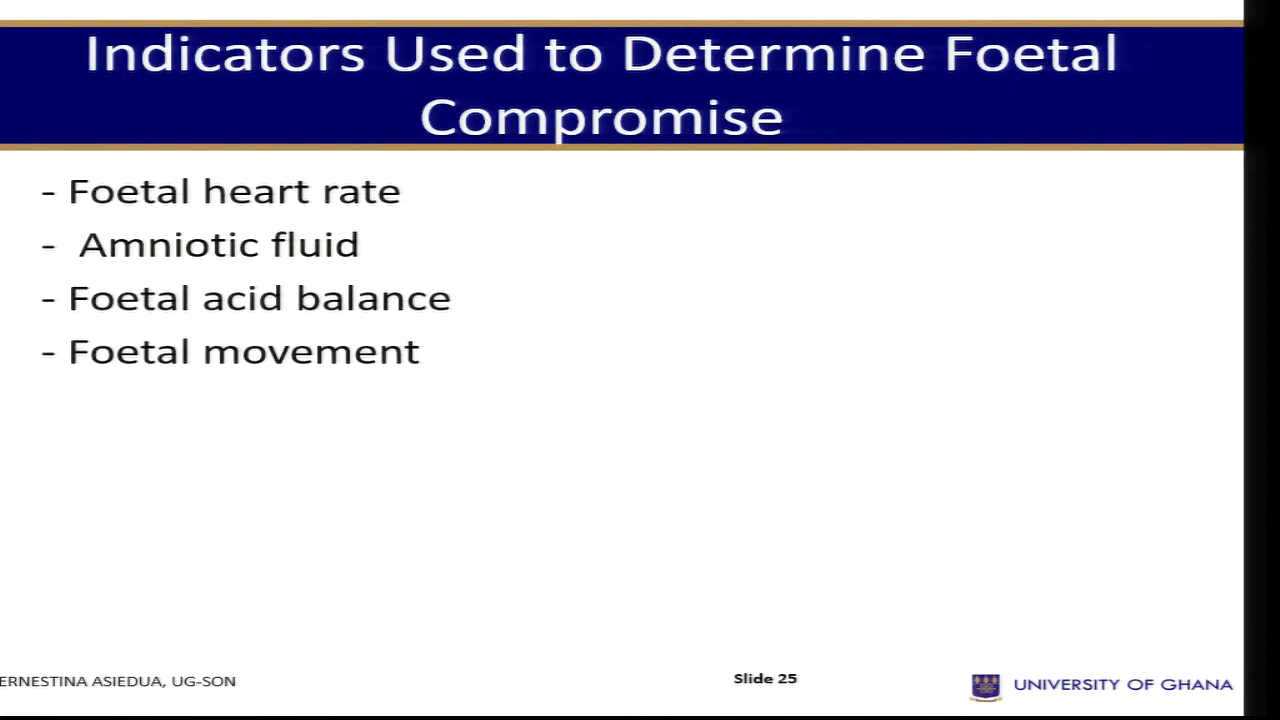 Indicators Used to Determine Foetal
Compromise
- Foetal heart rate
- Amniotic fluid
- Foetal acid balance
- Foetal movement
ERNESTINA ASIEDUA, UG-SON
Slide 25
UNIVERSITY OF GHANA